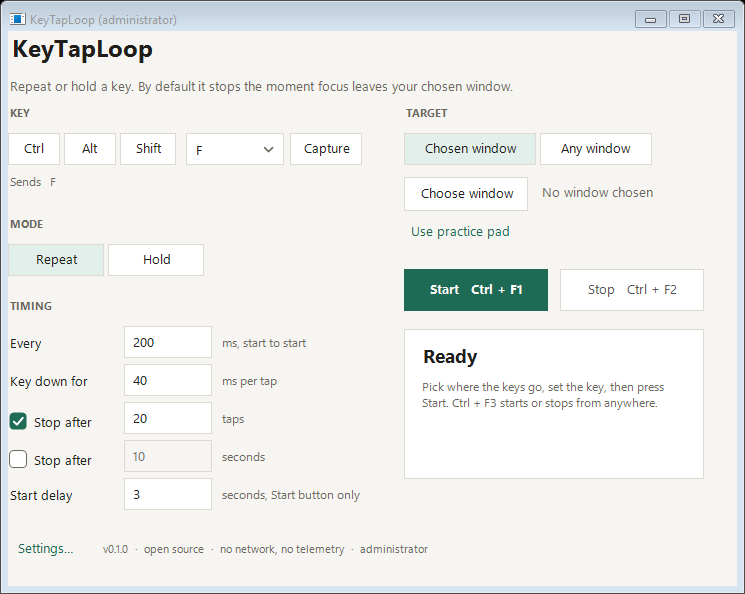 KeyTapLoop (administrator)
KeyTapLoop
Repeat or hold a key. By default it stops the moment focus leaves your chosen window.
KEY
Ctrl Alt Shift F Capture
Sends F
MODE
Repeat Hold
TIMING
Every 200 ms, start to start
Key down for 40 ms per tap
Stop after 20 taps
Stop after 10 seconds
Start delay 3 seconds, Start button only
TARGET
Chosen window Any window
Choose window No window chosen
Use practice pad
Start Ctrl + F1 Stop Ctrl + F2
Ready
Pick where the keys go, set the key, then press
Start. Ctrl + F3 starts or stops from anywhere.
Settings... v0.1.0 · open source · no network, no telemetry · administrator